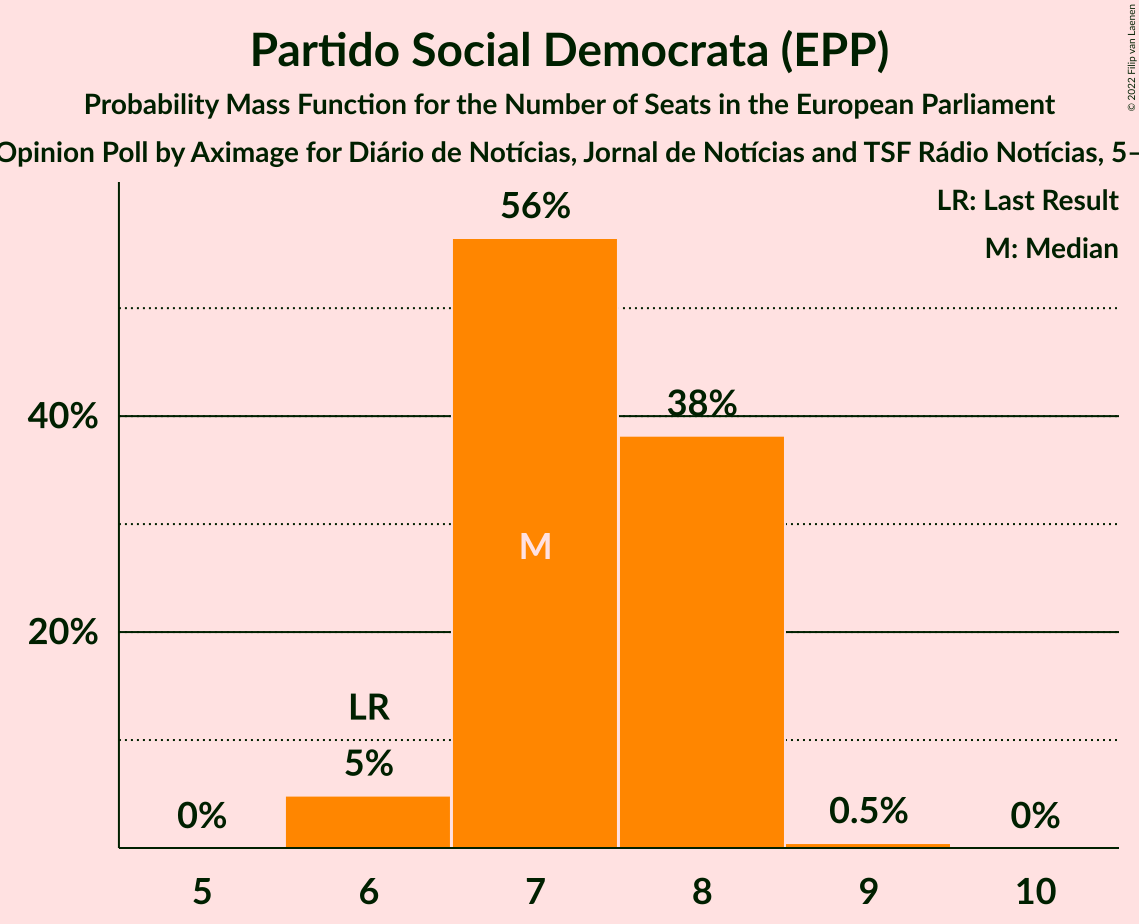 Partido Social Democrata (EPP)
Probability Mass Function for the Number of Seats in the European Parliament
Opinion Poll by Aximage for Diário de Notícias, Jornal de Notícias and TSF Rádio Notícias, 5–
© 2022 Filip van Laenen
LR: Last Result
M: Median
56%
38%
40%
M
20%
LR
5%
0%
0.5%
0%
5 6 7 8 9 10